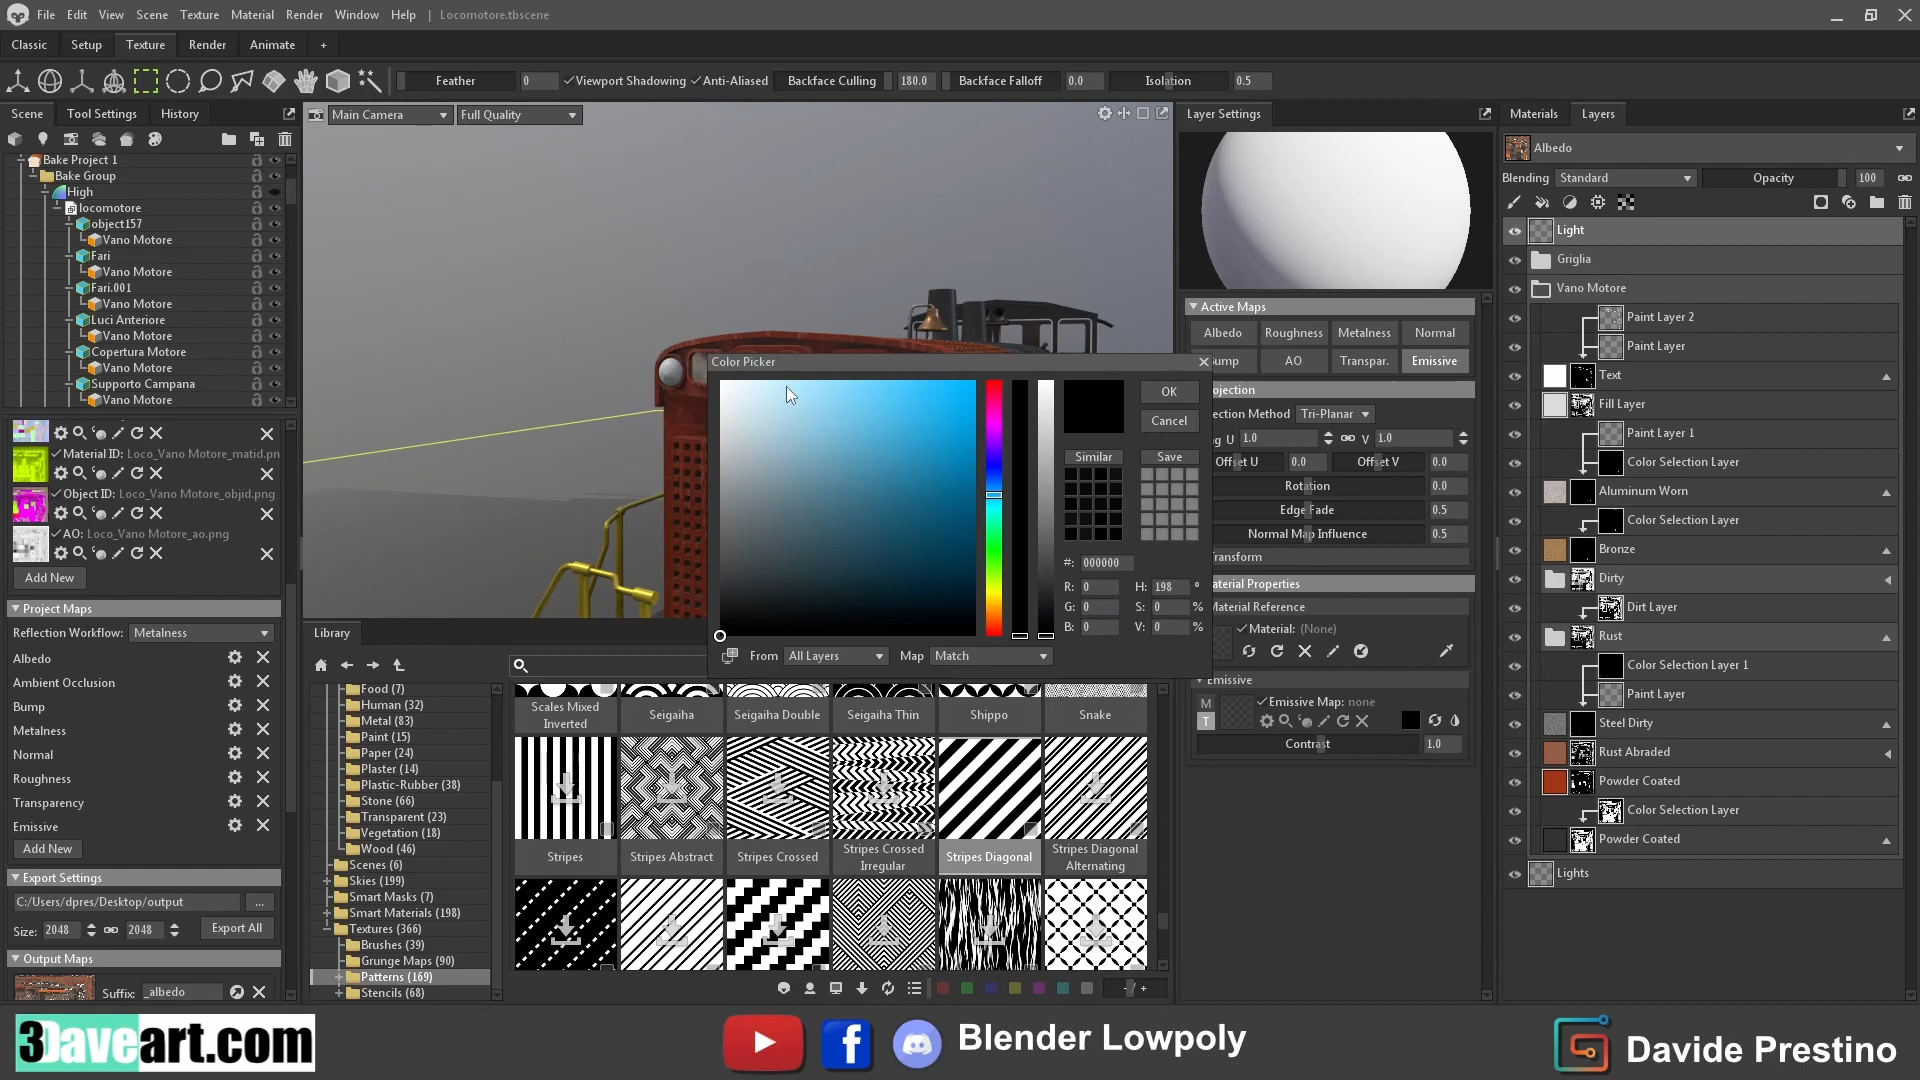 File Edit View Scene Texture Material Render Window Help | Locomotore.tbscene
Classic Setup Texture Render Animate +
Feather 0 Viewport Shadowing Anti-Aliased Backface Culling 180.0 Backface Falloff 0.0 Isolation 0.5
Scene Tool Settings History
Main Camera Full Quality
Layer Settings
Materials Layers
Bake Project 1
Bake Group
High
locomotore
object157
Vano Motore
Fari
Vano Motore
Fari.001
Vano Motore
Luci Anteriore
Vano Motore
Copertura Motore
Vano Motore
Supporto Campana
Vano Motore
Material ID: Loco_Vano Motore_matid.pn
Object ID: Loco_Vano Motore_objid.png
AO: Loco_Vano Motore_ao.png
Add New
Project Maps
Reflection Workflow: Metalness
Albedo
Ambient Occlusion
Bump
Metalness
Normal
Roughness
Transparency
Emissive
Add New
Export Settings
C:/Users/dpres/Desktop/output ...
Size: 2048 2048 Export All
Output Maps
Suffix: _albedo
Color Picker
OK
Cancel
Similar Save
#: 000000
R: 0 H: 198 °
G: 0 S: 0 %
B: 0 V: 0 %
From All Layers Map Match
Library
Food (7)
Human (32)
Metal (83)
Paint (15)
Paper (24)
Plaster (14)
Plastic-Rubber (38)
Stone (66)
Transparent (23)
Vegetation (18)
Wood (46)
Scenes (6)
Skies (199)
Smart Masks (7)
Smart Materials (198)
Textures (366)
Brushes (39)
Grunge Maps (90)
Patterns (169)
Stencils (68)
Scales Mixed Inverted
Seigaiha
Seigaiha Double
Seigaiha Thin
Shippo
Snake
Stripes
Stripes Abstract
Stripes Crossed
Stripes Crossed Irregular
Stripes Diagonal
Stripes Diagonal Alternating
- / +
Active Maps
Albedo Roughness Metalness Normal
ump AO Transpar. Emissive
ojection
ection Method Tri-Planar
g U 1.0 V 1.0
Offset U 0.0 Offset V 0.0
Rotation 0.0
Edge Fade 0.5
Normal Map Influence 0.5
Transform
aterial Properties
Material Reference
Material: (None)
Emissive
M
T
Emissive Map: none
Contrast 1.0
Albedo
Blending Standard Opacity 100
Light
Griglia
Vano Motore
Paint Layer 2
Paint Layer
Text
Fill Layer
Paint Layer 1
Color Selection Layer
Aluminum Worn
Color Selection Layer
Bronze
Dirty
Dirt Layer
Rust
Color Selection Layer 1
Paint Layer
Steel Dirty
Rust Abraded
Powder Coated
Color Selection Layer
Powder Coated
Lights
3Daveart.com
Blender Lowpoly
Davide Prestino